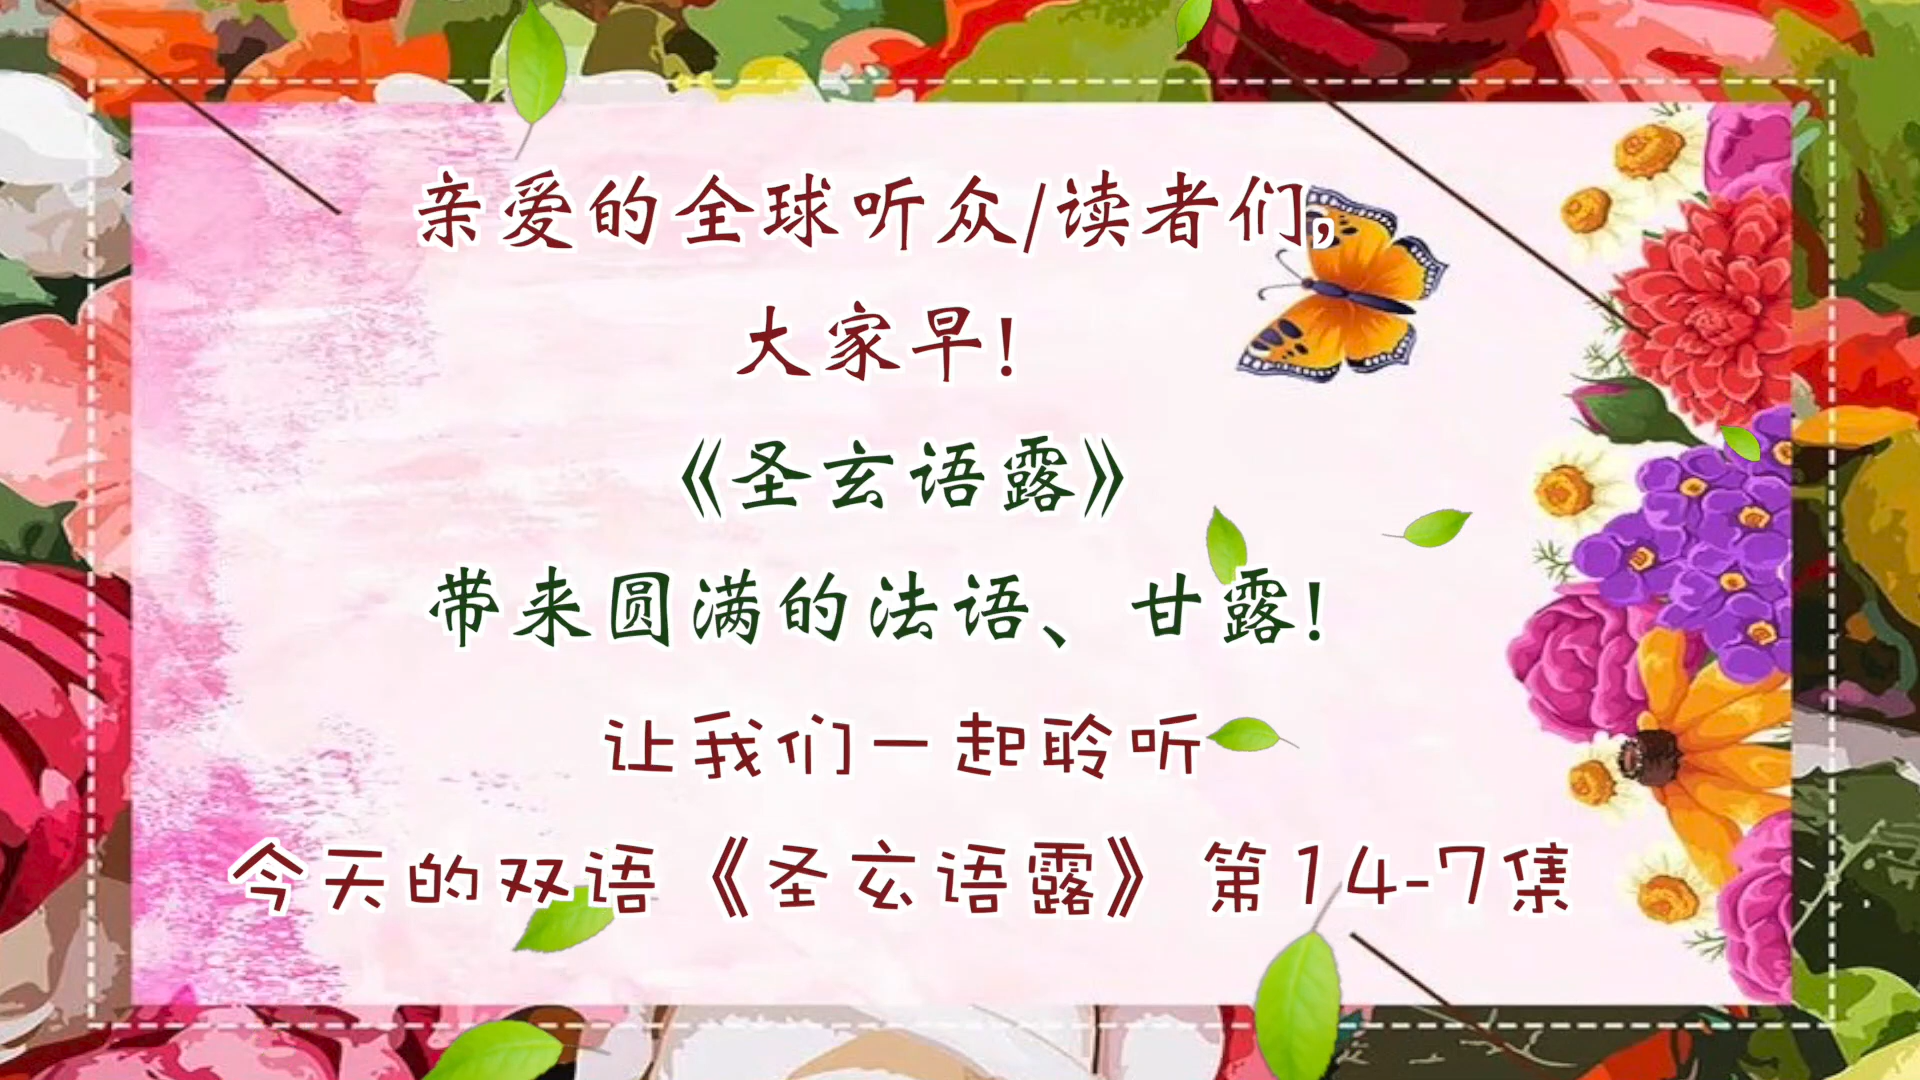 亲爱的全球听众/读者们,
大家早!
《圣玄语露》
带来圆满的法语、甘露!
让我们一起聆听
今天的双语《圣玄语露》第14-7集